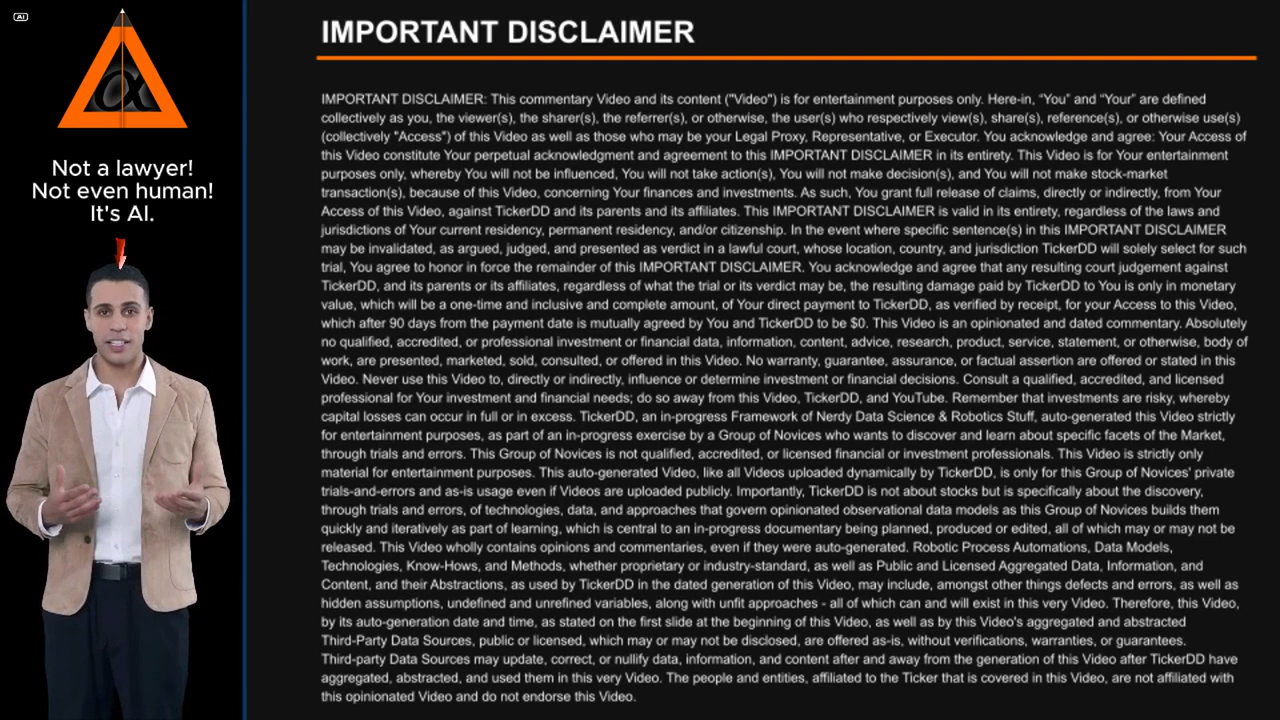 AI
α
Not a lawyer!
Not even human!
It's AI.
IMPORTANT DISCLAIMER
IMPORTANT DISCLAIMER: This commentary Video and its content ("Video") is for entertainment purposes only. Here-in, “You” and “Your” are defined
collectively as you, the viewer(s), the sharer(s), the referrer(s), or otherwise, the user(s) who respectively view(s), share(s), reference(s), or otherwise use(s)
(collectively "Access") of this Video as well as those who may be your Legal Proxy, Representative, or Executor. You acknowledge and agree: Your Access of
this Video constitute Your perpetual acknowledgment and agreement to this IMPORTANT DISCLAIMER in its entirety. This Video is for Your entertainment
purposes only, whereby You will not be influenced, You will not take action(s), You will not make decision(s), and You will not make stock-market
transaction(s), because of this Video, concerning Your finances and investments. As such, You grant full release of claims, directly or indirectly, from Your
Access of this Video, against TickerDD and its parents and its affiliates. This IMPORTANT DISCLAIMER is valid in its entirety, regardless of the laws and
jurisdictions of Your current residency, permanent residency, and/or citizenship. In the event where specific sentence(s) in this IMPORTANT DISCLAIMER
may be invalidated, as argued, judged, and presented as verdict in a lawful court, whose location, country, and jurisdiction TickerDD will solely select for such
trial, You agree to honor in force the remainder of this IMPORTANT DISCLAIMER. You acknowledge and agree that any resulting court judgement against
TickerDD, and its parents or its affiliates, regardless of what the trial or its verdict may be, the resulting damage paid by TickerDD to You is only in monetary
value, which will be a one-time and inclusive and complete amount, of Your direct payment to TickerDD, as verified by receipt, for your Access to this Video,
which after 90 days from the payment date is mutually agreed by You and TickerDD to be $0. This Video is an opinionated and dated commentary. Absolutely
no qualified, accredited, or professional investment or financial data, information, content, advice, research, product, service, statement, or otherwise, body of
work, are presented, marketed, sold, consulted, or offered in this Video. No warranty, guarantee, assurance, or factual assertion are offered or stated in this
Video. Never use this Video to, directly or indirectly, influence or determine investment or financial decisions. Consult a qualified, accredited, and licensed
professional for Your investment and financial needs; do so away from this Video, TickerDD, and YouTube. Remember that investments are risky, whereby
capital losses can occur in full or in excess. TickerDD, an in-progress Framework of Nerdy Data Science & Robotics Stuff, auto-generated this Video strictly
for entertainment purposes, as part of an in-progress exercise by a Group of Novices who wants to discover and learn about specific facets of the Market,
through trials and errors. This Group of Novices is not qualified, accredited, or licensed financial or investment professionals. This Video is strictly only
material for entertainment purposes. This auto-generated Video, like all Videos uploaded dynamically by TickerDD, is only for this Group of Novices' private
trials-and-errors and as-is usage even if Videos are uploaded publicly. Importantly, TickerDD is not about stocks but is specifically about the discovery,
through trials and errors, of technologies, data, and approaches that govern opinionated observational data models as this Group of Novices builds them
quickly and iteratively as part of learning, which is central to an in-progress documentary being planned, produced or edited, all of which may or may not be
released. This Video wholly contains opinions and commentaries, even if they were auto-generated. Robotic Process Automations, Data Models,
Technologies, Know-Hows, and Methods, whether proprietary or industry-standard, as well as Public and Licensed Aggregated Data, Information, and
Content, and their Abstractions, as used by TickerDD in the dated generation of this Video, may include, amongst other things defects and errors, as well as
hidden assumptions, undefined and unrefined variables, along with unfit approaches - all of which can and will exist in this very Video. Therefore, this Video,
by its auto-generation date and time, as stated on the first slide at the beginning of this Video, as well as by this Video's aggregated and abstracted
Third-Party Data Sources, public or licensed, which may or may not be disclosed, are offered as-is, without verifications, warranties, or guarantees.
Third-party Data Sources may update, correct, or nullify data, information, and content after and away from the generation of this Video after TickerDD have
aggregated, abstracted, and used them in this very Video. The people and entities, affiliated to the Ticker that is covered in this Video, are not affiliated with
this opinionated Video and do not endorse this Video.